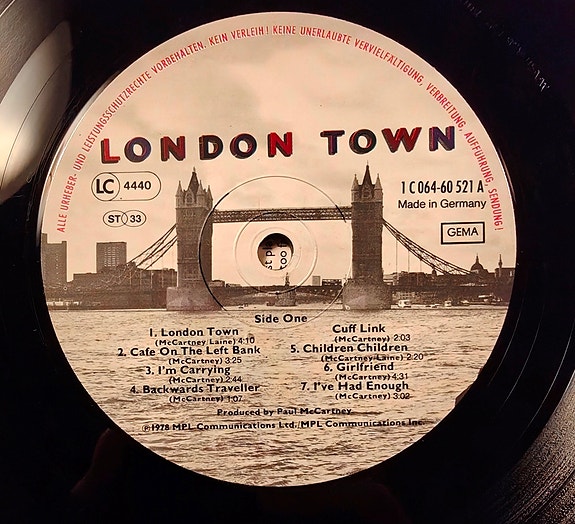 ALLE URHEBER- UND LEISTUNGSSCHUTZRECHTE VORBEHALTEN. KEIN VERLEIH! KEINE UNERLAUBTE VERVIELFÄLTIGUNG, VERBREITUNG, AUFFÜHRUNG, SENDUNG!
LONDON TOWN
LC 4440
ST 33
1 C 064-60 521 A
Made in Germany
GEMA
Side One
1. London Town
(McCartney/Laine) 4:10
2. Cafe On The Left Bank
(McCartney) 3:25
3. I'm Carrying
(McCartney) 2:44
4. Backwards Traveller
(McCartney) 1:07
Cuff Link
(McCartney) 2:03
5. Children Children
(McCartney/Laine) 2:20
6. Girlfriend
(McCartney) 4:31
7. I've Had Enough
(McCartney) 3:02
Produced by Paul McCartney
℗1978 MPL Communications Ltd./MPL Communications Inc.